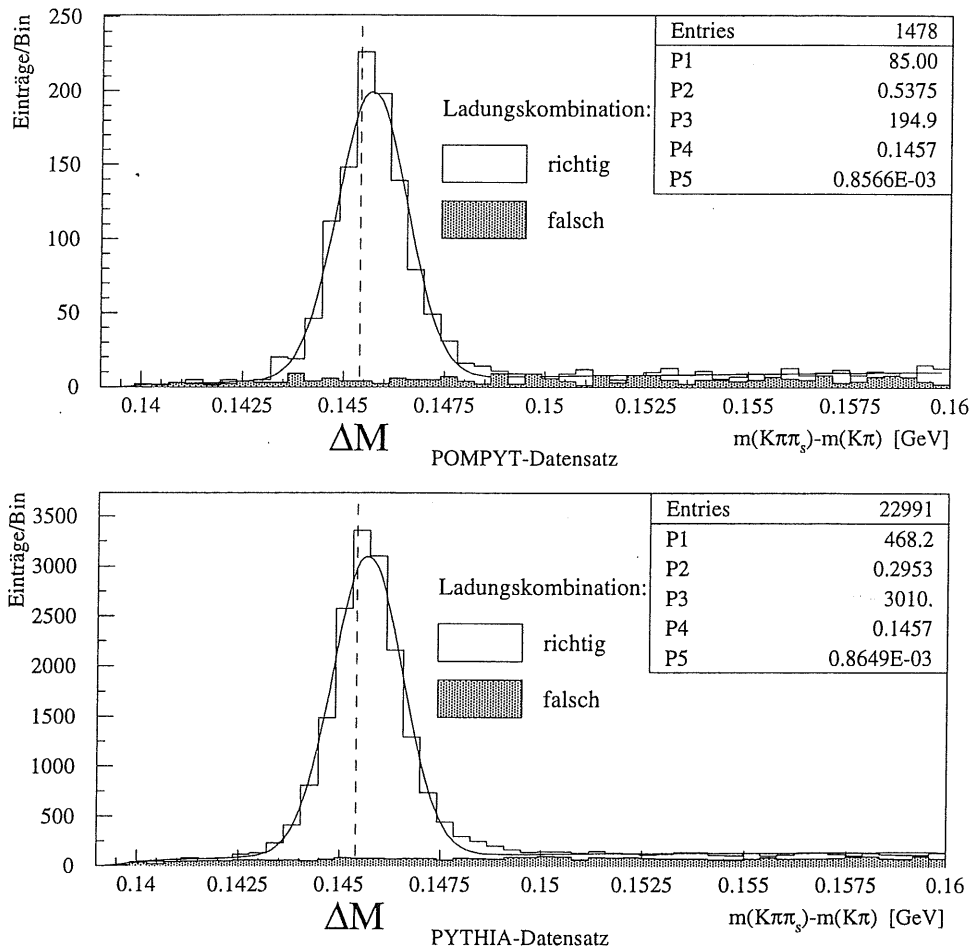 Einträge/Bin
250
200
150
100
50
0
Entries 1478
P1 85.00
P2 0.5375
P3 194.9
P4 0.1457
P5 0.8566E-03
Ladungskombination:
richtig
falsch
0.14 0.1425 0.145 0.1475 0.15 0.1525 0.155 0.1575 0.16
ΔM
m(Kππs)-m(Kπ) [GeV]
POMPYT-Datensatz
Einträge/Bin
3500
3000
2500
2000
1500
1000
500
0
Entries 22991
P1 468.2
P2 0.2953
P3 3010.
P4 0.1457
P5 0.8649E-03
Ladungskombination:
richtig
falsch
0.14 0.1425 0.145 0.1475 0.15 0.1525 0.155 0.1575 0.16
ΔM
m(Kππs)-m(Kπ) [GeV]
PYTHIA-Datensatz